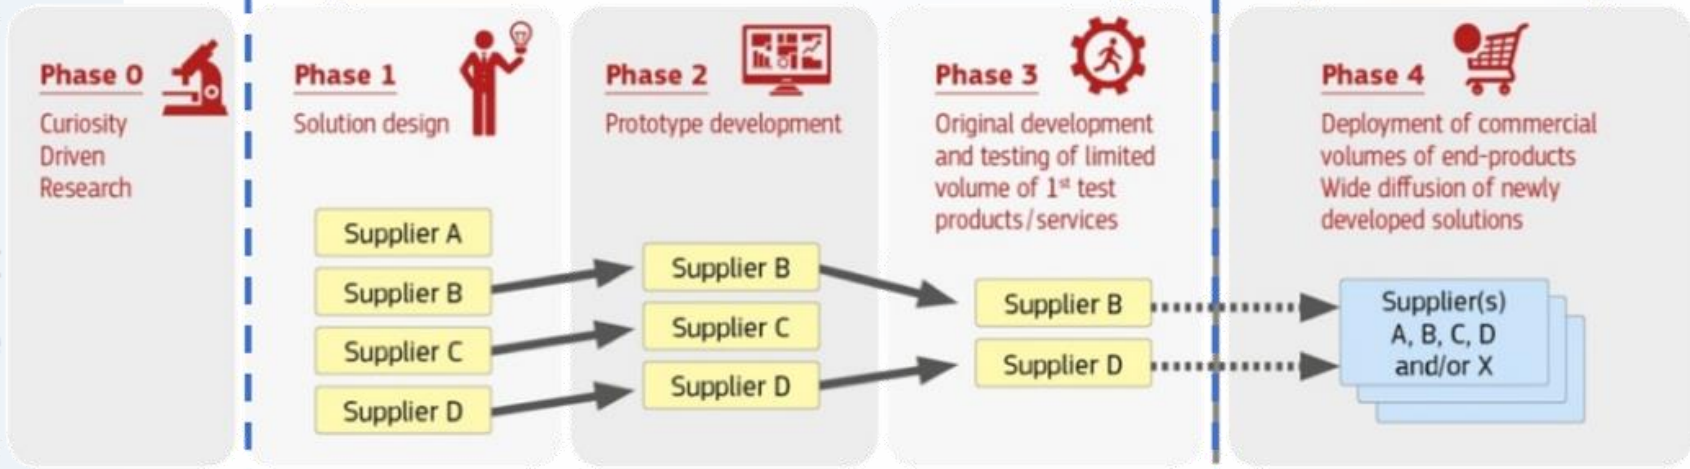 Phase 0
Curiosity
Driven
Research
Phase 1
Solution design
Supplier A
Supplier B
Supplier C
Supplier D
Phase 2
Prototype development
Supplier B
Supplier C
Supplier D
Phase 3
Original development
and testing of limited
volume of 1st test
products/services
Supplier B
Supplier D
Phase 4
Deployment of commercial
volumes of end-products
Wide diffusion of newly
developed solutions
Supplier(s)
A, B, C, D
and/or X